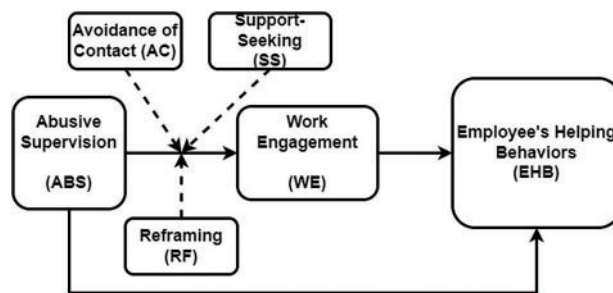 Avoidance of
Contact (AC)
Support-
Seeking
(SS)
Abusive
Supervision
(ABS)
Work
Engagement
(WE)
Employee's Helping
Behaviors
(EHB)
Reframing
(RF)